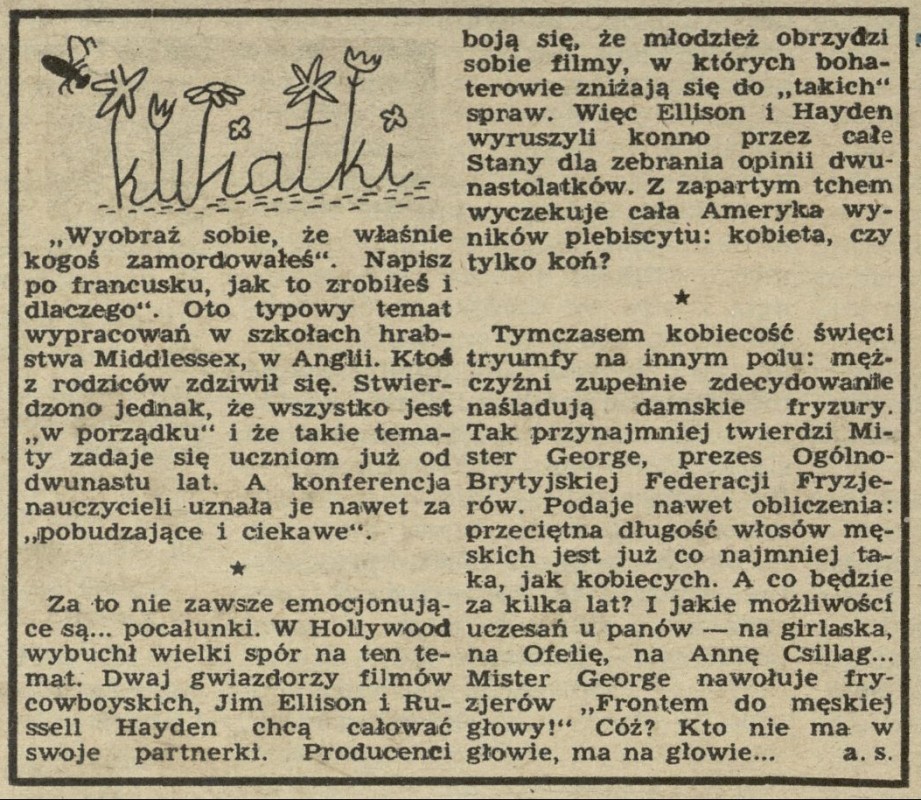 kwiatki
„Wyobraź sobie, że właśnie
kogoś zamordowałeś“. Napisz
po francusku, jak to zrobiłeś i
dlaczego“. Oto typowy temat
wypracowań w szkołach hrab-
stwa Middlessex, w Anglii. Ktoś
z rodziców zdziwił się. Stwier-
dzono jednak, że wszystko jest
„w porządku“ i że takie tema-
ty zadaje się uczniom już od
dwunastu lat. A konferencja
nauczycieli uznała je nawet za
„pobudzające i ciekawe“.
★
Za to nie zawsze emocjonują-
ce są... pocałunki. W Hollywood
wybuchł wielki spór na ten te-
mat. Dwaj gwiazdorzy filmów
cowboyskich, Jim Ellison i Ru-
ssell Hayden chcą całować
swoje partnerki. Producenci
boją się, że młodzież obrzydzi
sobie filmy, w których boha-
terowie zniżają się do „takich“
spraw. Więc Ellison i Hayden
wyruszyli konno przez całe
Stany dla zebrania opinii dwu-
nastolatków. Z zapartym tchem
wyczekuje cała Ameryka wy-
ników plebiscytu: kobieta, czy
tylko koń?
★
Tymczasem kobiecość święci
tryumfy na innym polu: męż-
czyźni zupełnie zdecydowanie
naśladują damskie fryzury.
Tak przynajmniej twierdzi Mi-
ster George, prezes Ogólno-
Brytyjskiej Federacji Fryzje-
rów. Podaje nawet obliczenia:
przeciętna długość włosów mę-
skich jest już co najmniej ta-
ka, jak kobiecych. A co będzie
za kilka lat? I jakie możliwości
uczesań u panów — na girlaska,
na Ofelię, na Annę Csillag...
Mister George nawołuje fry-
zjerów „Frontem do męskiej
głowy!“ Cóż? Kto nie ma w
głowie, ma na głowie... a. s.